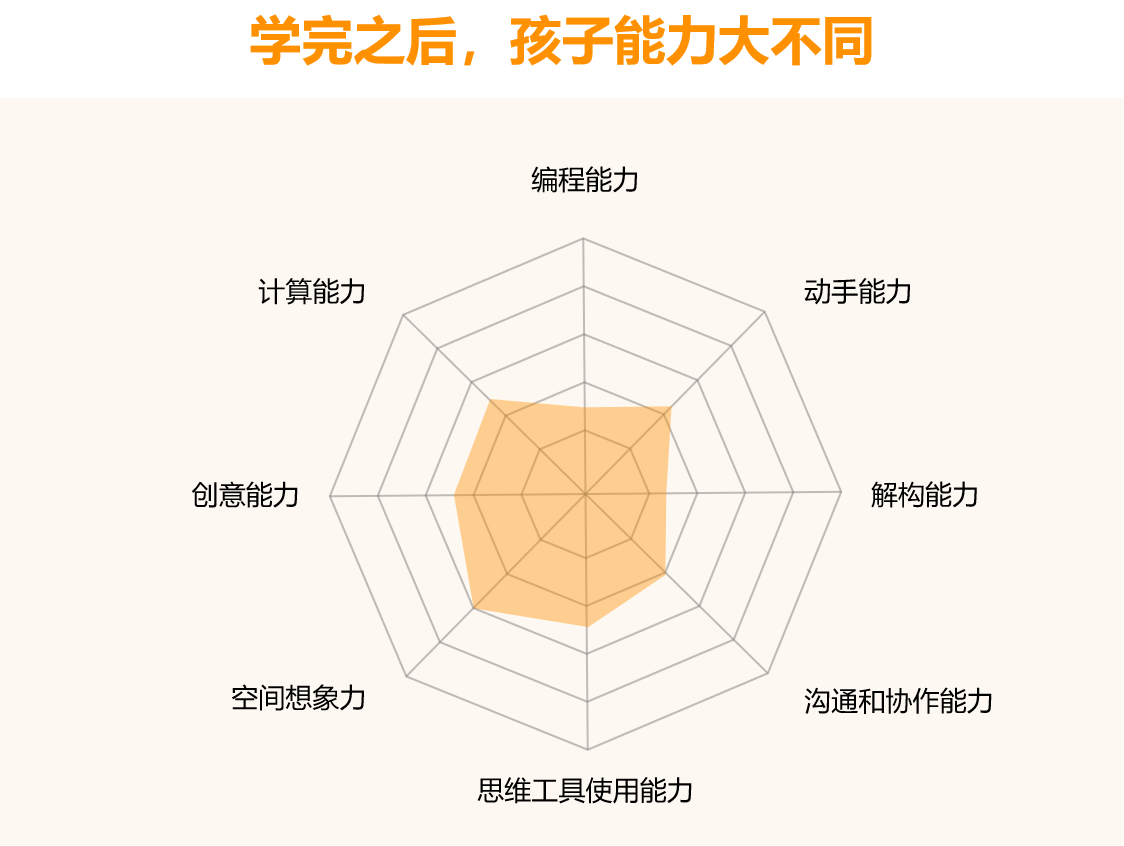 学完之后，孩子能力大不同
编程能力
计算能力
动手能力
创意能力
解构能力
空间想象力
沟通和协作能力
思维工具使用能力